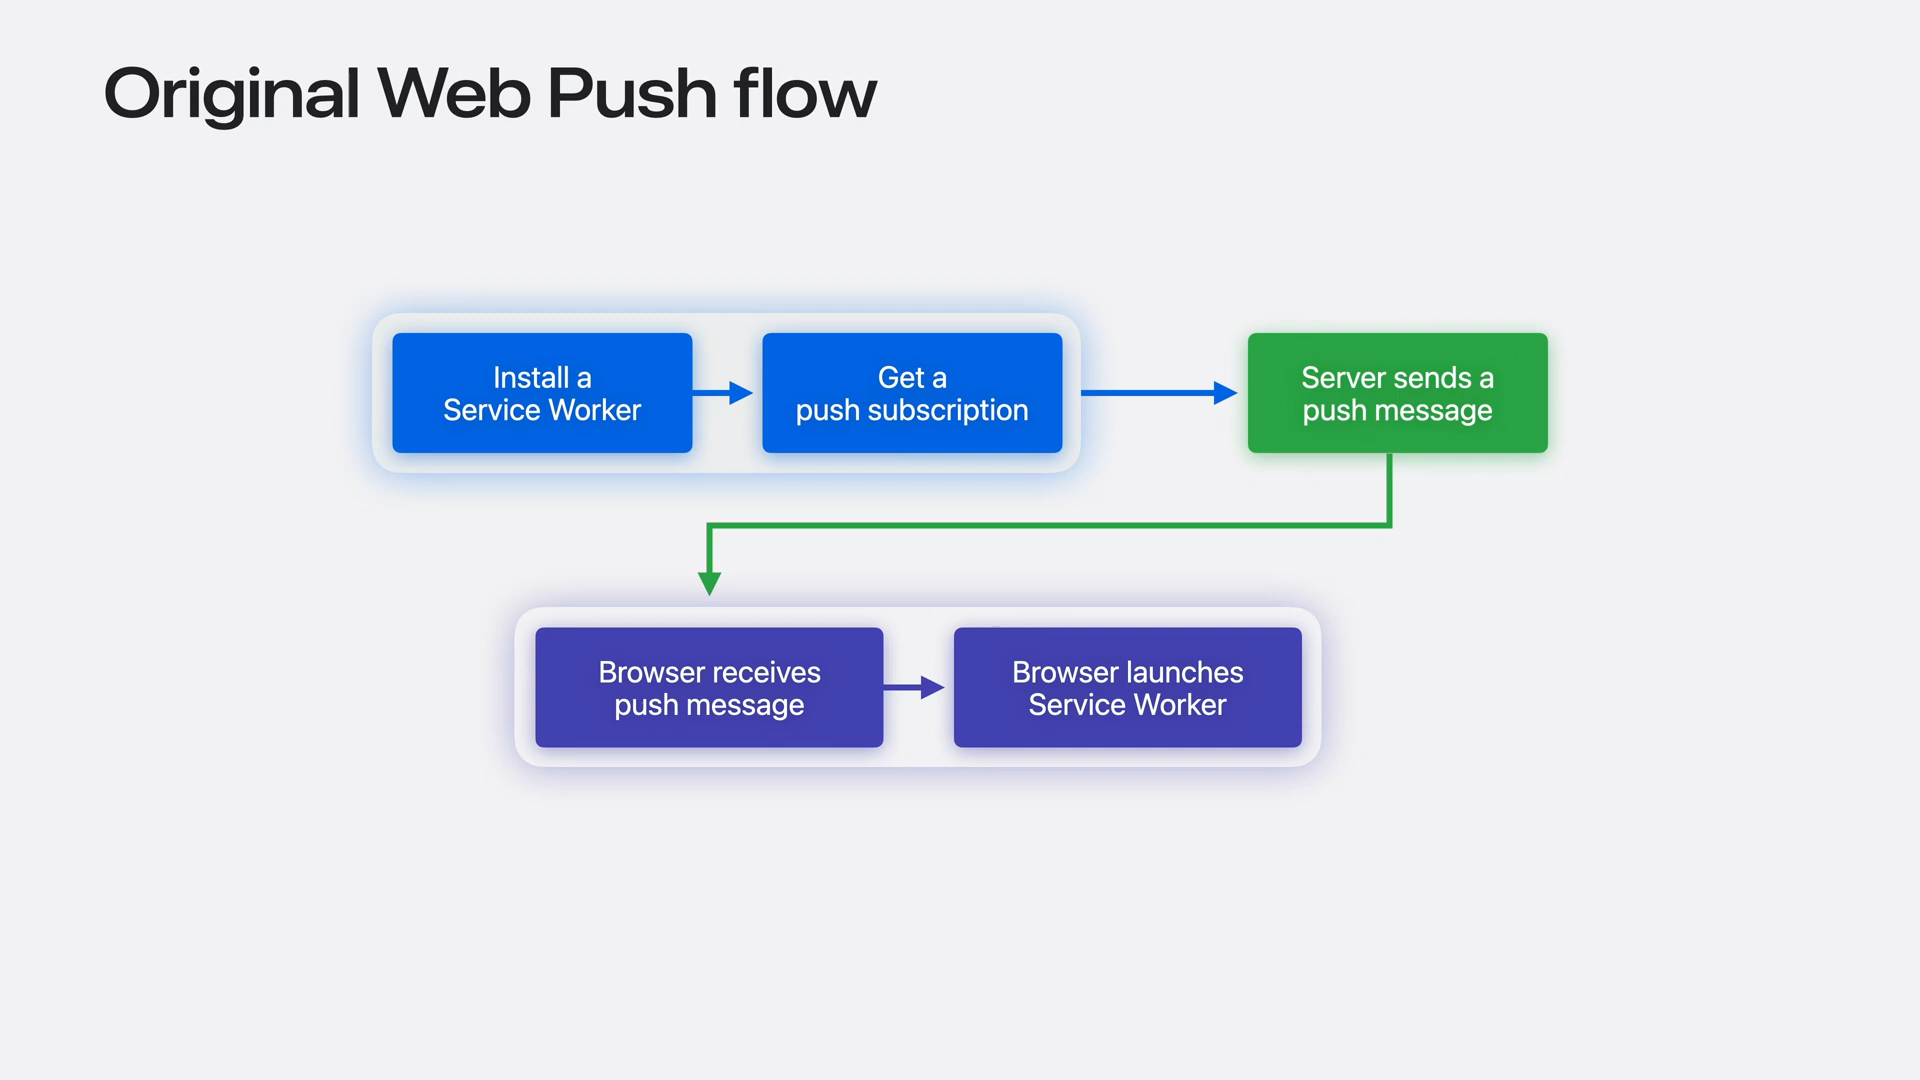 Original Web Push flow
Install a
Service Worker
Get a
push subscription
Server sends a
push message
Browser receives
push message
Browser launches
Service Worker